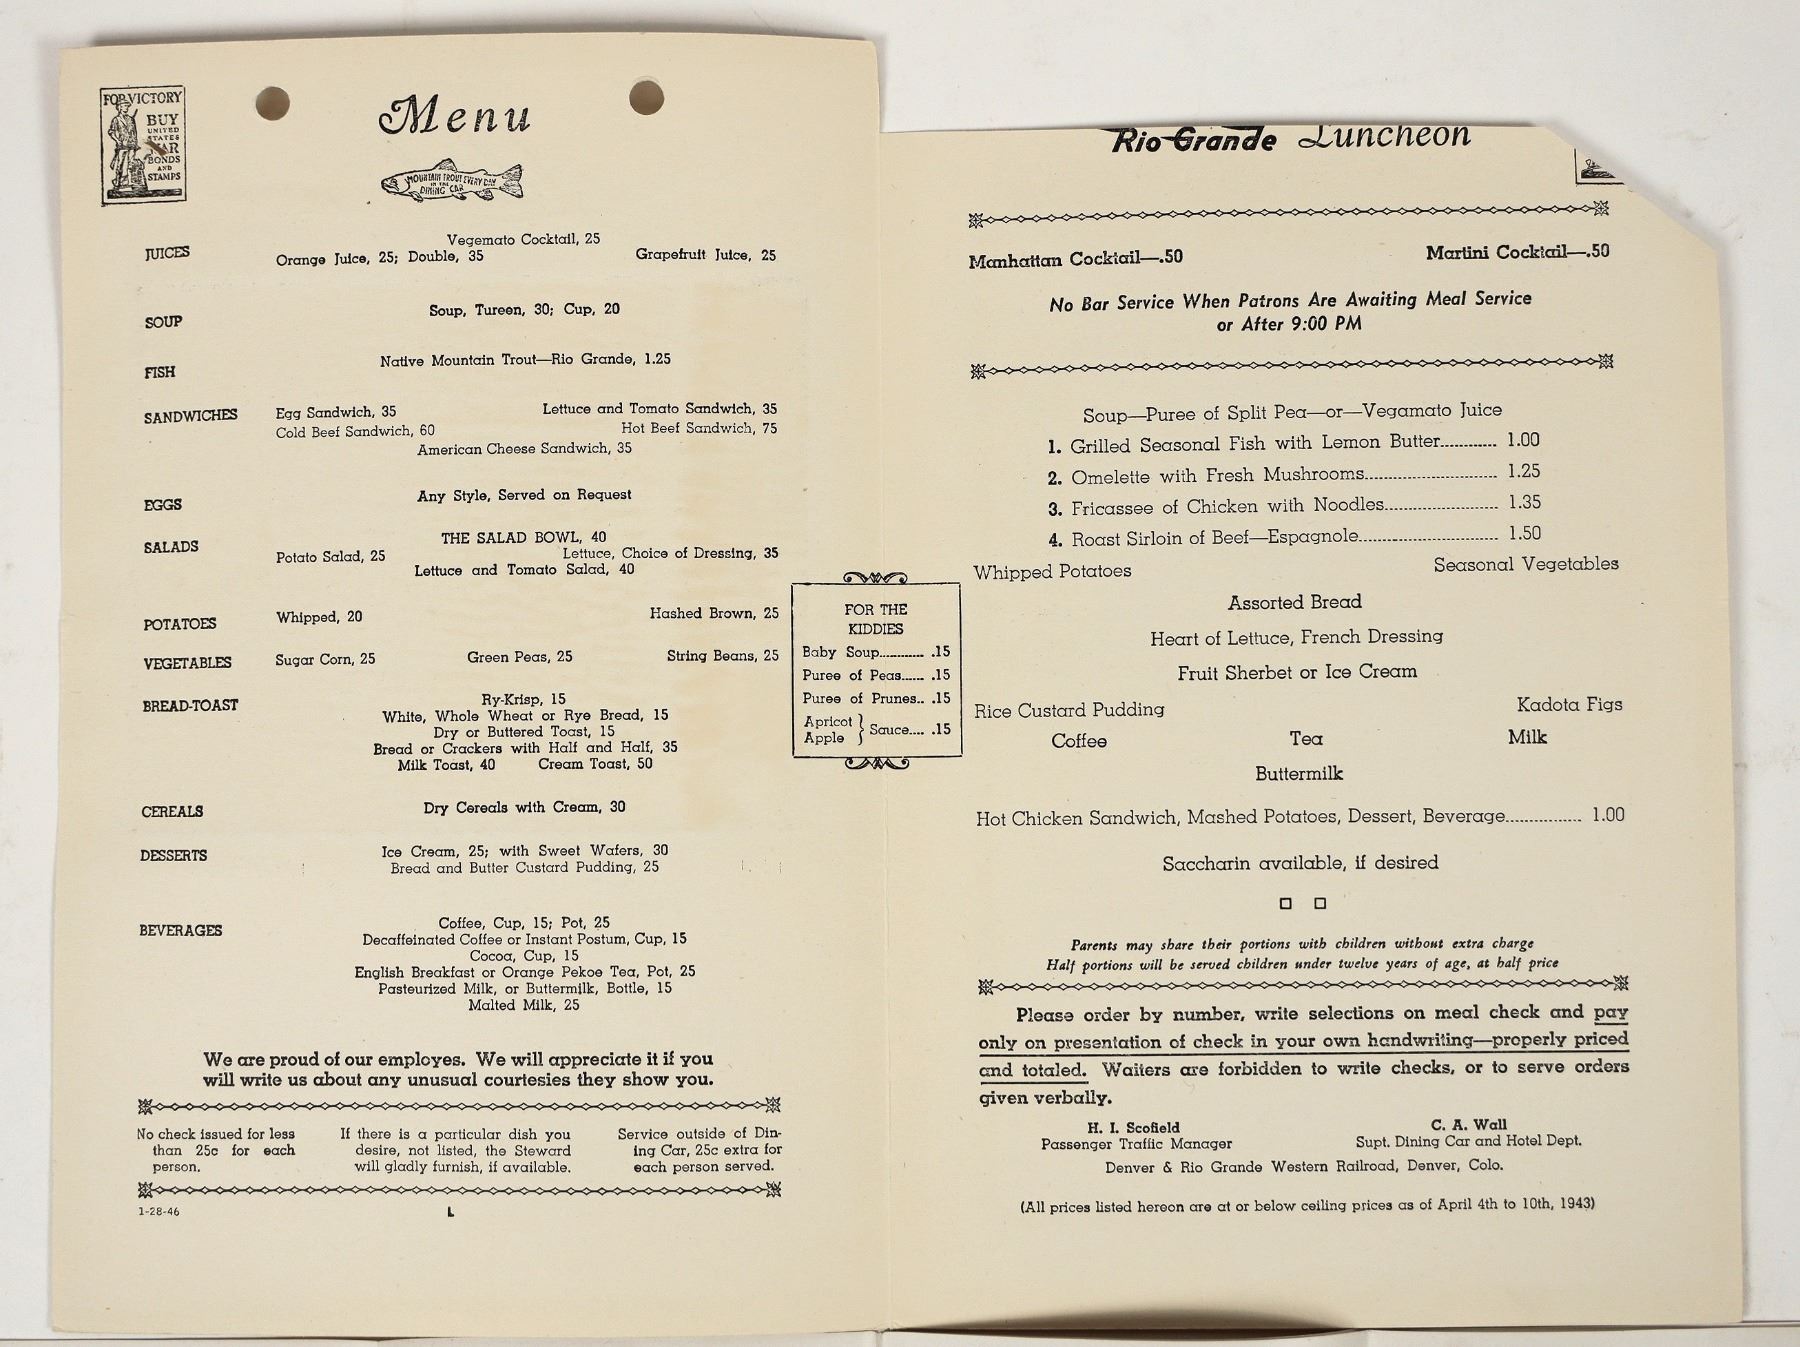 FOR VICTORY
BUY
UNITED
STATES
WAR
BONDS
AND
STAMPS
Menu
MOUNTAIN TROUT EVERY DAY
IN THE
DINING CAR
JUICES
Vegemato Cocktail, 25
Orange Juice, 25; Double, 35 Grapefruit Juice, 25
SOUP
Soup, Tureen, 30; Cup, 20
FISH
Native Mountain Trout—Rio Grande, 1.25
SANDWICHES
Egg Sandwich, 35 Lettuce and Tomato Sandwich, 35
Cold Beef Sandwich, 60 Hot Beef Sandwich, 75
American Cheese Sandwich, 35
EGGS
Any Style, Served on Request
SALADS
THE SALAD BOWL, 40
Potato Salad, 25 Lettuce, Choice of Dressing, 35
Lettuce and Tomato Salad, 40
POTATOES
Whipped, 20 Hashed Brown, 25
VEGETABLES
Sugar Corn, 25 Green Peas, 25 String Beans, 25
BREAD-TOAST
Ry-Krisp, 15
White, Whole Wheat or Rye Bread, 15
Dry or Buttered Toast, 15
Bread or Crackers with Half and Half, 35
Milk Toast, 40 Cream Toast, 50
CEREALS
Dry Cereals with Cream, 30
DESSERTS
Ice Cream, 25; with Sweet Wafers, 30
Bread and Butter Custard Pudding, 25
BEVERAGES
Coffee, Cup, 15; Pot, 25
Decaffeinated Coffee or Instant Postum, Cup, 15
Cocoa, Cup, 15
English Breakfast or Orange Pekoe Tea, Pot, 25
Pasteurized Milk, or Buttermilk, Bottle, 15
Malted Milk, 25
We are proud of our employes. We will appreciate it if you
will write us about any unusual courtesies they show you.
No check issued for less
than 25c for each
person.
If there is a particular dish you
desire, not listed, the Steward
will gladly furnish, if available.
Service outside of Din-
ing Car, 25c extra for
each person served.
1-28-46 L
FOR THE
KIDDIES
Baby Soup............ .15
Puree of Peas...... .15
Puree of Prunes.. .15
Apricot
Apple } Sauce.... .15
Rio Grande Luncheon
Manhattan Cocktail—.50 Martini Cocktail—.50
No Bar Service When Patrons Are Awaiting Meal Service
or After 9:00 PM
Soup—Puree of Split Pea—or—Vegamato Juice
1. Grilled Seasonal Fish with Lemon Butter............ 1.00
2. Omelette with Fresh Mushrooms............................ 1.25
3. Fricassee of Chicken with Noodles........................ 1.35
4. Roast Sirloin of Beef—Espagnole............................. 1.50
Whipped Potatoes Seasonal Vegetables
Assorted Bread
Heart of Lettuce, French Dressing
Fruit Sherbet or Ice Cream
Rice Custard Pudding Kadota Figs
Coffee Tea Milk
Buttermilk
Hot Chicken Sandwich, Mashed Potatoes, Dessert, Beverage................ 1.00
Saccharin available, if desired
Parents may share their portions with children without extra charge
Half portions will be served children under twelve years of age, at half price
Please order by number, write selections on meal check and pay
only on presentation of check in your own handwriting—properly priced
and totaled. Waiters are forbidden to write checks, or to serve orders
given verbally.
H. I. Scofield
Passenger Traffic Manager
C. A. Wall
Supt. Dining Car and Hotel Dept.
Denver & Rio Grande Western Railroad, Denver, Colo.
(All prices listed hereon are at or below ceiling prices as of April 4th to 10th, 1943)